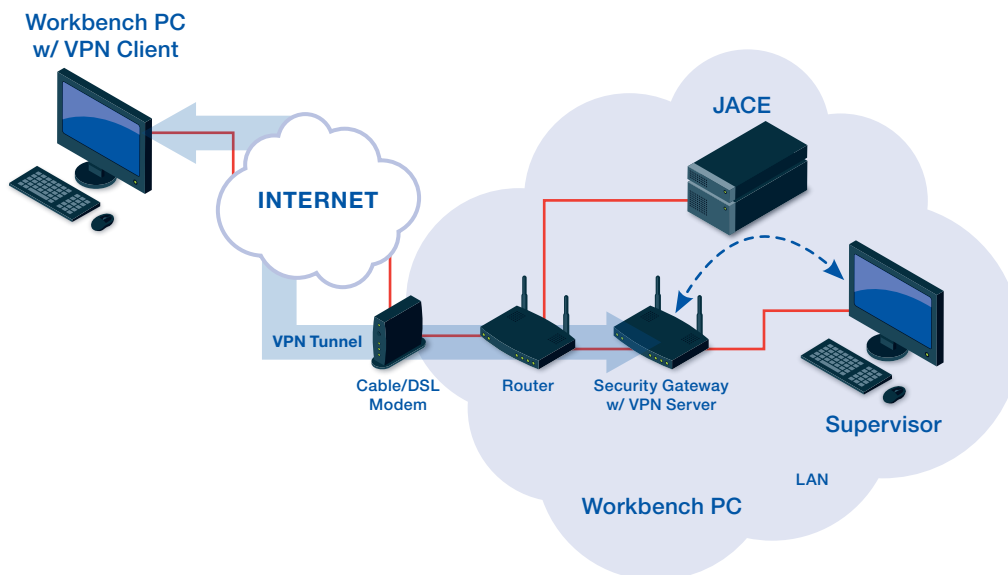 Workbench PC
w/ VPN Client
JACE
INTERNET
VPN Tunnel
Cable/DSL
Modem
Router
Security Gateway
w/ VPN Server
Supervisor
LAN
Workbench PC